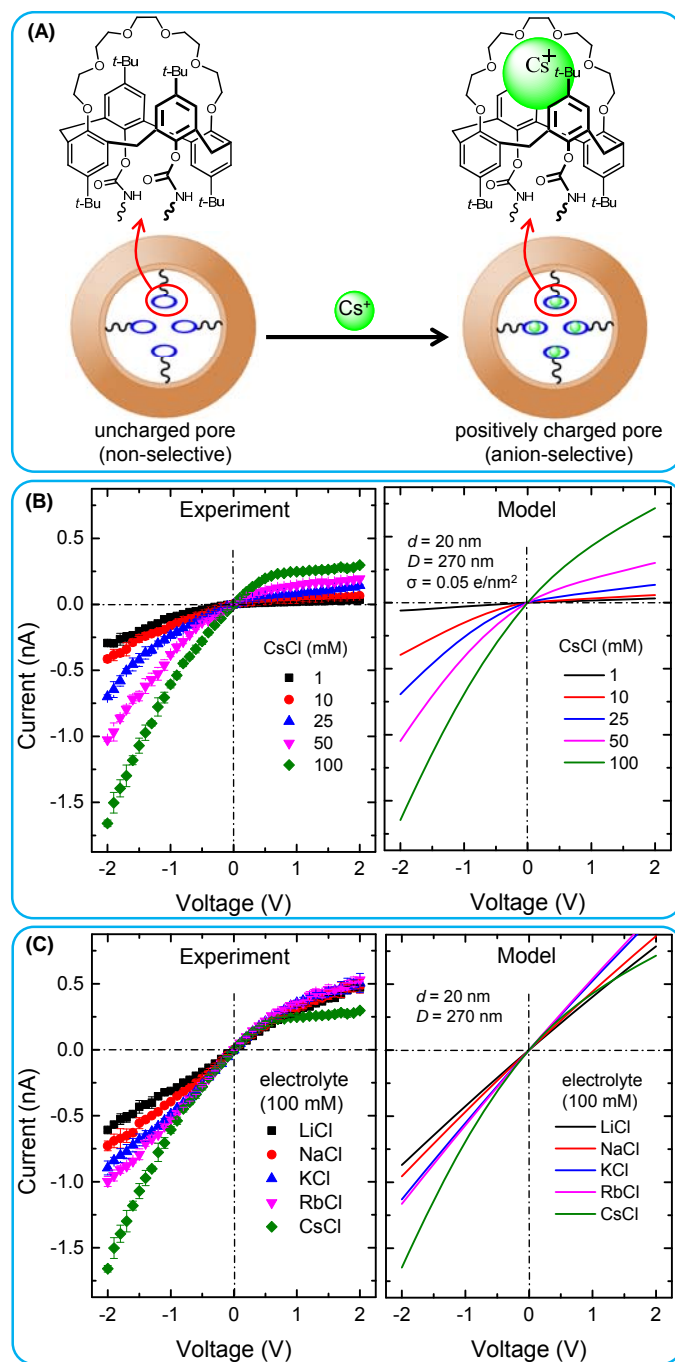 (A)
O O O O O O
t-Bu
t-Bu
t-Bu
t-Bu
O
O
O
O
NH
NH
Cs+
t-Bu
t-Bu
t-Bu
O
O
O
O
NH
NH
Cs+
uncharged pore
(non-selective)
positively charged pore
(anion-selective)
(B)
Experiment
Model
d = 20 nm
D = 270 nm
σ = 0.05 e/nm2
CsCl (mM)
1
10
25
50
100
CsCl (mM)
1
10
25
50
100
0.5
0.0
-0.5
-1.0
-1.5
Current (nA)
-2 -1 0 1 2
-2 -1 0 1 2
Voltage (V)
Voltage (V)
(C)
Experiment
Model
d = 20 nm
D = 270 nm
electrolyte
(100 mM)
LiCl
NaCl
KCl
RbCl
CsCl
electrolyte
(100 mM)
LiCl
NaCl
KCl
RbCl
CsCl
0.5
0.0
-0.5
-1.0
-1.5
Current (nA)
-2 -1 0 1 2
-2 -1 0 1 2
Voltage (V)
Voltage (V)